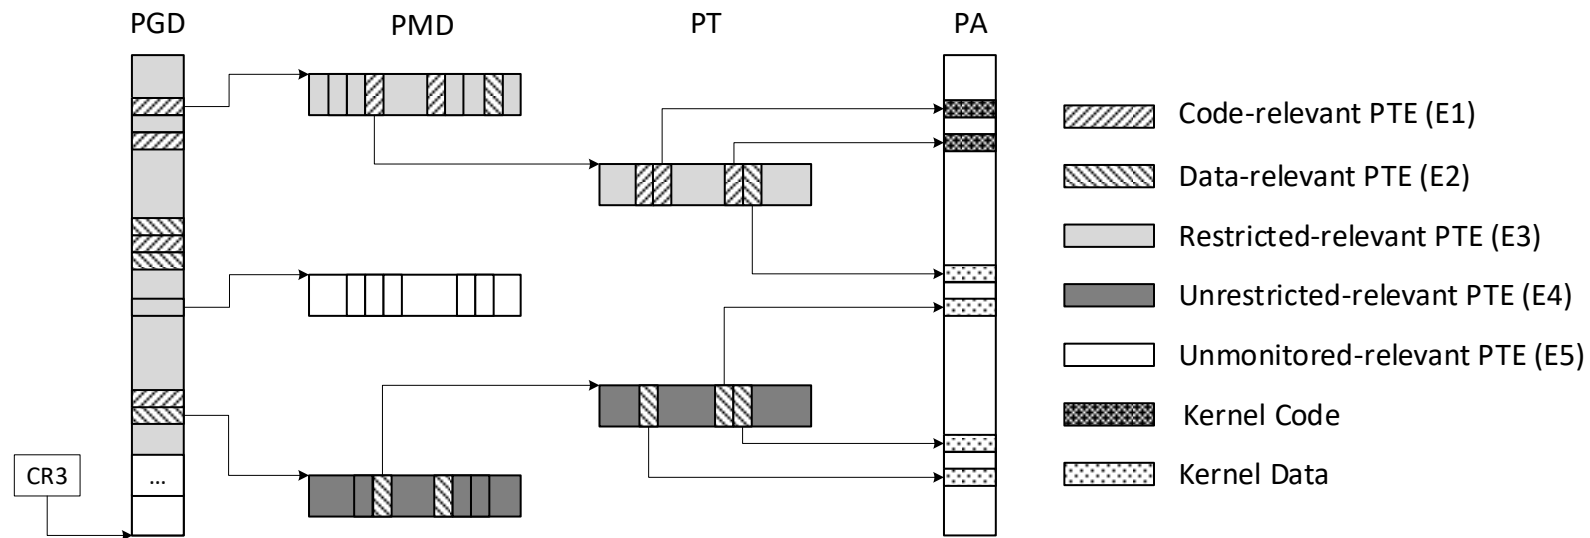 PGD
PMD
PT
PA
Code-relevant PTE (E1)
Data-relevant PTE (E2)
Restricted-relevant PTE (E3)
Unrestricted-relevant PTE (E4)
Unmonitored-relevant PTE (E5)
Kernel Code
Kernel Data
CR3
...